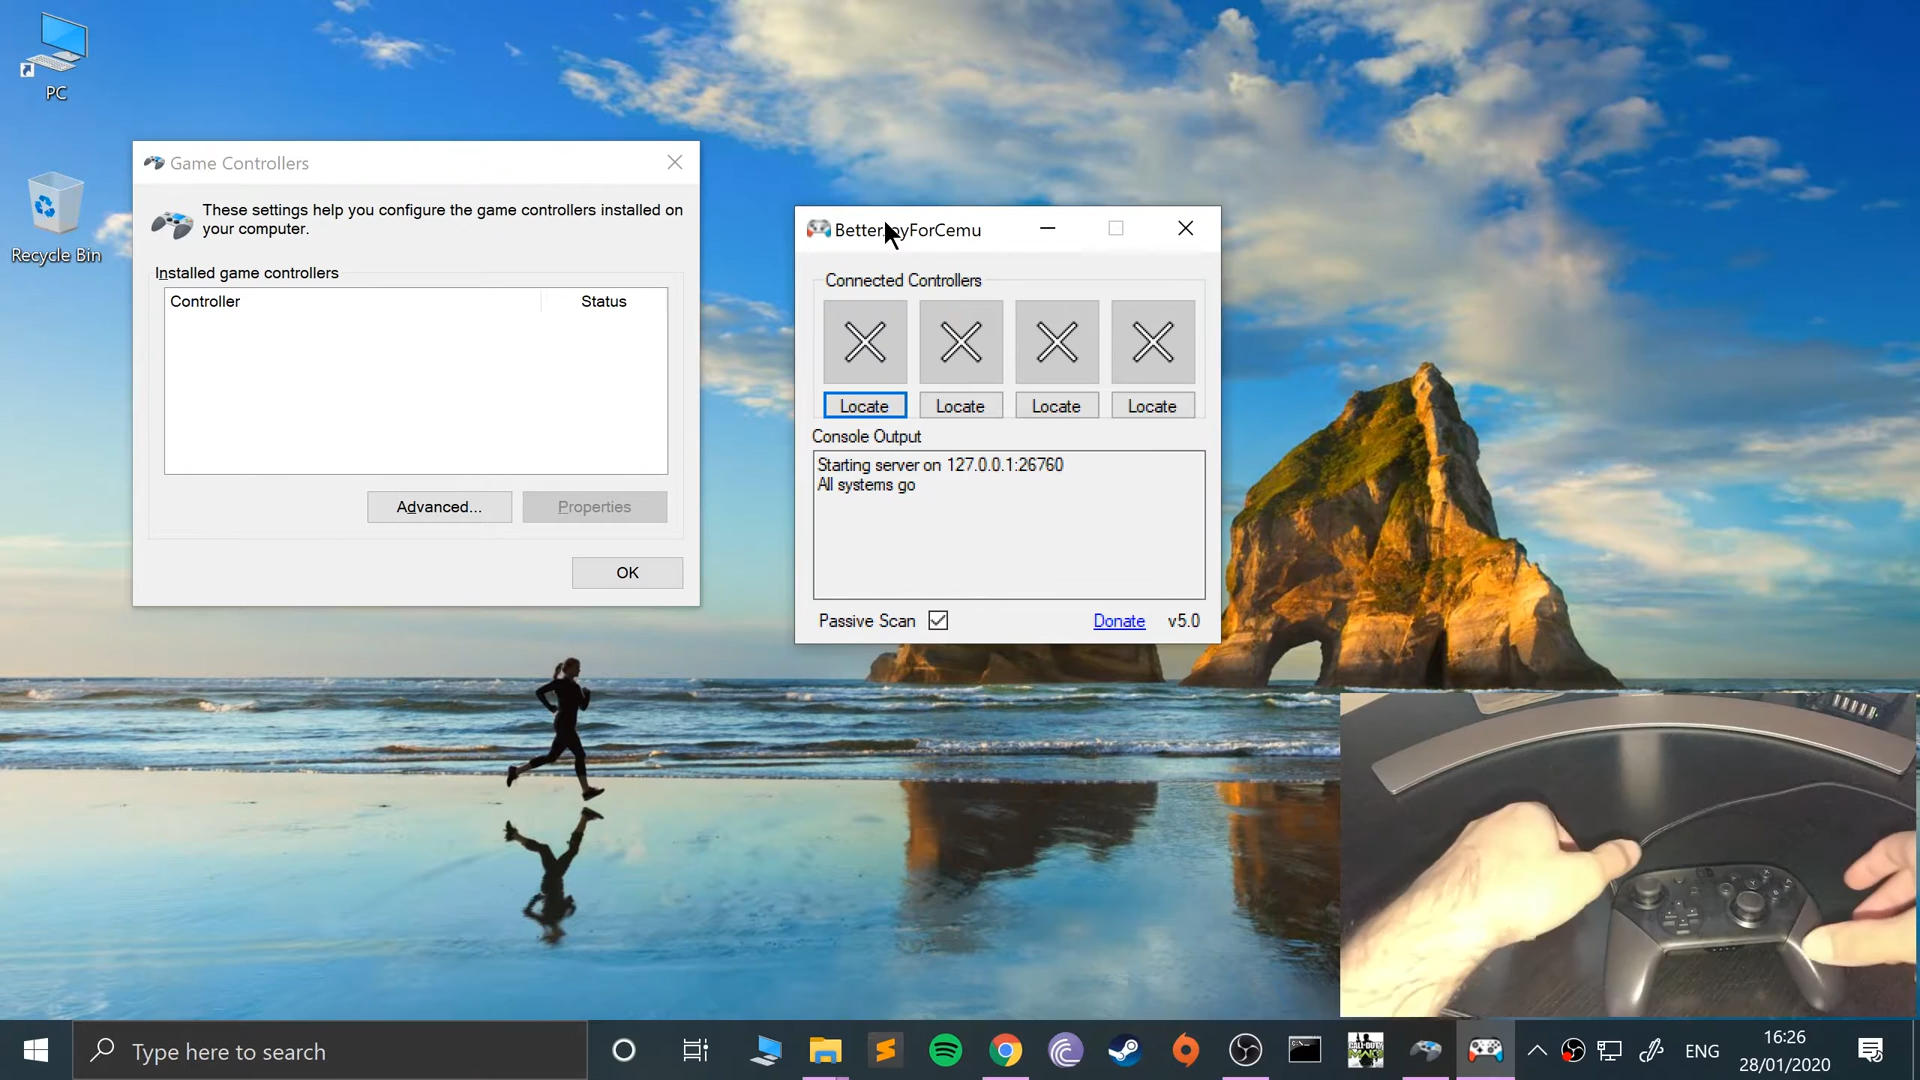 PC
Recycle Bin
Game Controllers
These settings help you configure the game controllers installed on
your computer.
Installed game controllers
Controller Status
Advanced... Properties
OK
BetterJoyForCemu
Connected Controllers
Locate Locate Locate Locate
Console Output
Starting server on 127.0.0.1:26760
All systems go
Passive Scan Donate v5.0
Type here to search
ENG
16:26
28/01/2020